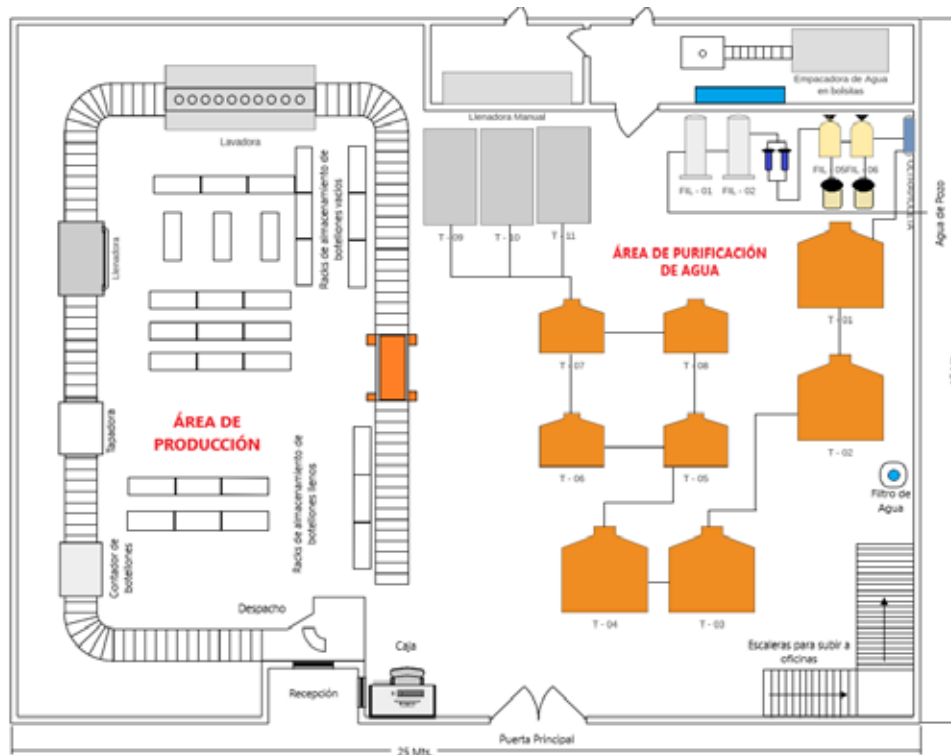 Empacadora de Agua
en bolsitas
Llenadora Manual
Lavadora
FIL - 01
FIL - 02
FIL - 05
FIL - 06
Agua de Pozo
Racks de almacenamiento de
botellones vacíos
Llenadora
T - 09
T - 10
T - 11
ÁREA DE PURIFICACIÓN
DE AGUA
T - 01
T - 07
T - 08
ÁREA DE
PRODUCCIÓN
Tapadora
T - 02
Racks de almacenamiento de
botellones llenos
T - 06
T - 05
Filtro de
Agua
Contador de
botellones
Despacho
T - 04
T - 03
Caja
Escaleras para subir a
oficinas
Recepción
Puerta Principal
25 Mts.